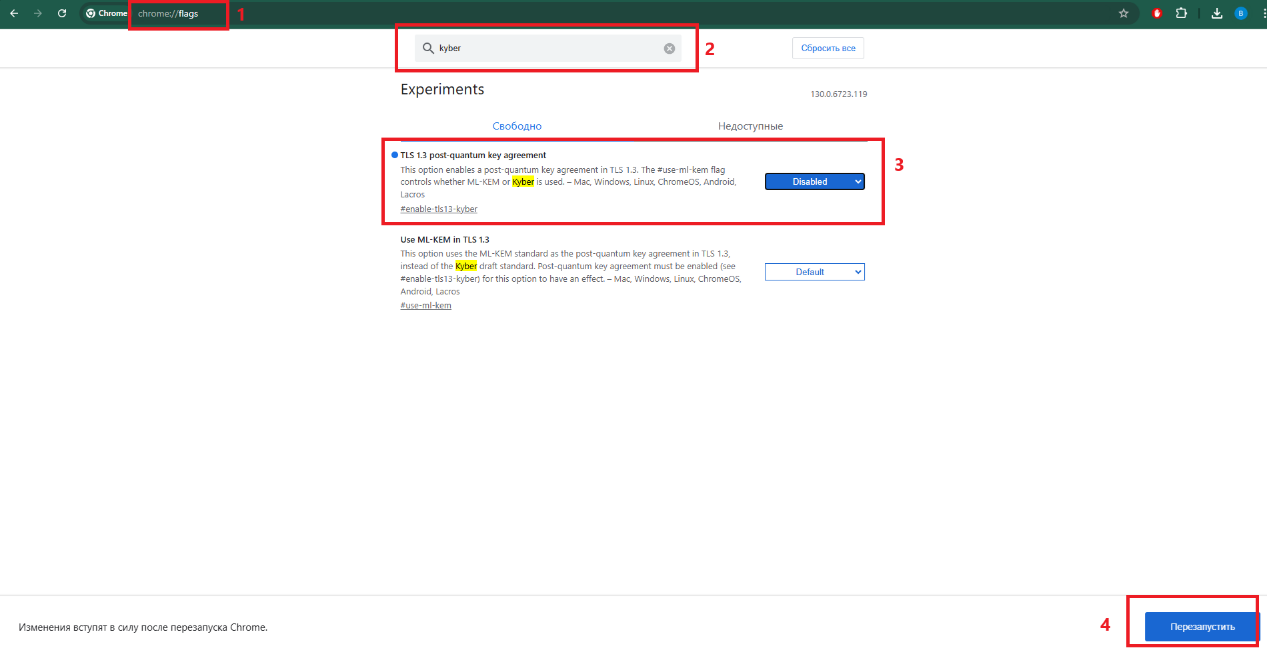 Chrome chrome://flags 1
B
kyber 2
Сбросить все
Experiments
130.0.6723.119
Свободно Недоступные
TLS 1.3 post-quantum key agreement
This option enables a post-quantum key agreement in TLS 1.3. The #use-ml-kem flag
controls whether ML-KEM or Kyber is used. – Mac, Windows, Linux, ChromeOS, Android,
Lacros
#enable-tls13-kyber
Disabled
3
Use ML-KEM in TLS 1.3
This option uses the ML-KEM standard as the post-quantum key agreement in TLS 1.3,
instead of the Kyber draft standard. Post-quantum key agreement must be enabled (see
#enable-tls13-kyber) for this option to have an effect. – Mac, Windows, Linux, ChromeOS,
Android, Lacros
#use-ml-kem
Default
Изменения вступят в силу после перезапуска Chrome.
4 Перезапустить